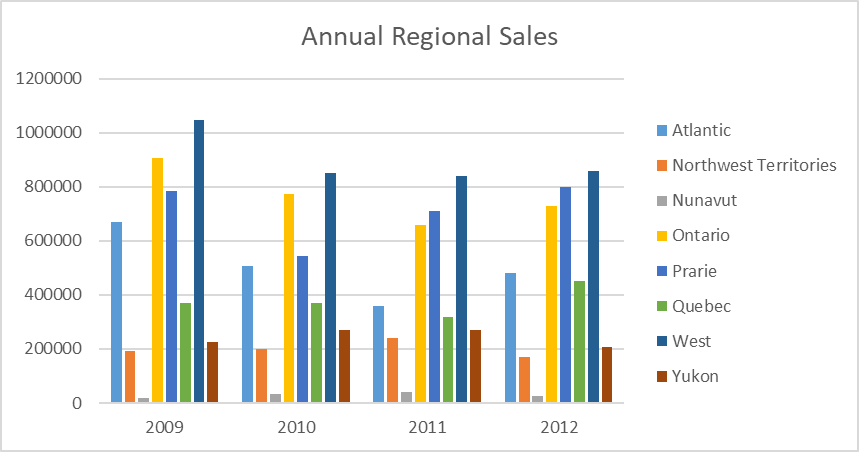 Annual Regional Sales
1200000
1000000
800000
600000
400000
200000
0
2009 2010 2011 2012
Atlantic
Northwest Territories
Nunavut
Ontario
Prarie
Quebec
West
Yukon